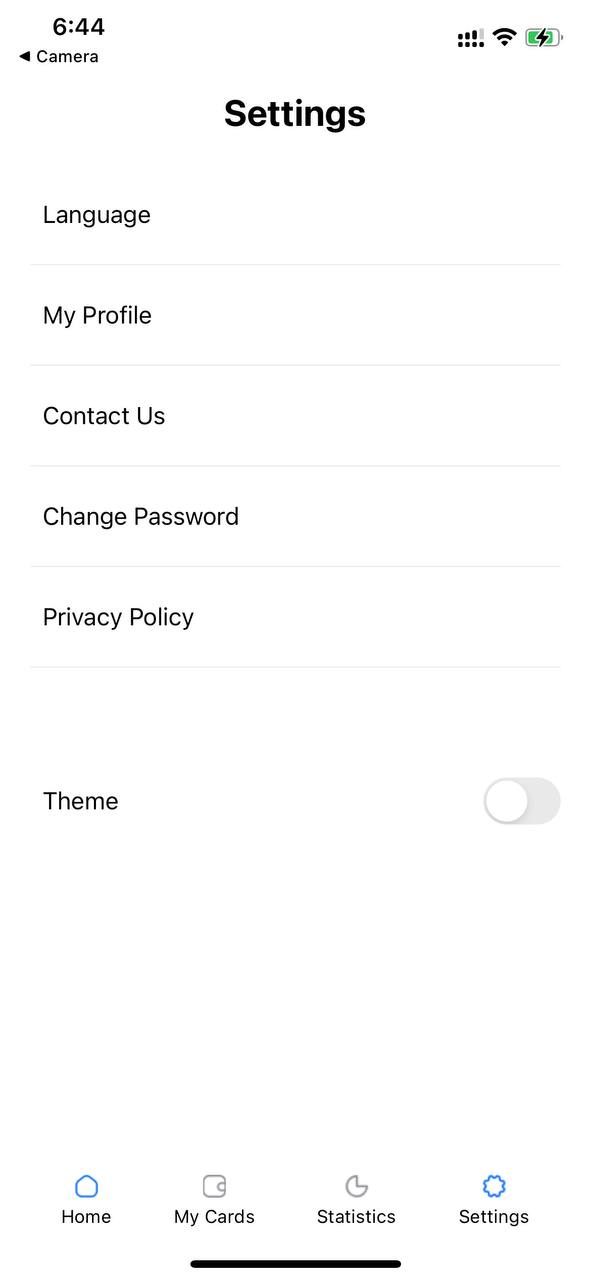 6:44
◀ Camera
Settings
Language
My Profile
Contact Us
Change Password
Privacy Policy
Theme
Home
My Cards
Statistics
Settings